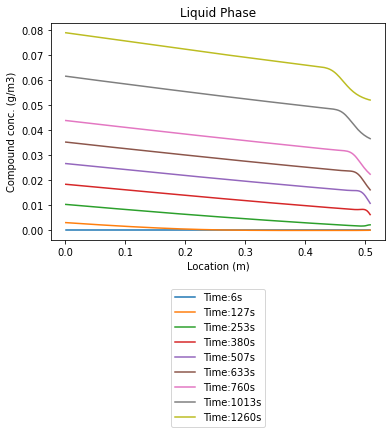 Liquid Phase
Compound conc. (g/m3)
0.08
0.07
0.06
0.05
0.04
0.03
0.02
0.01
0.00
0.0 0.1 0.2 0.3 0.4 0.5
Location (m)
Time:6s
Time:127s
Time:253s
Time:380s
Time:507s
Time:633s
Time:760s
Time:1013s
Time:1260s